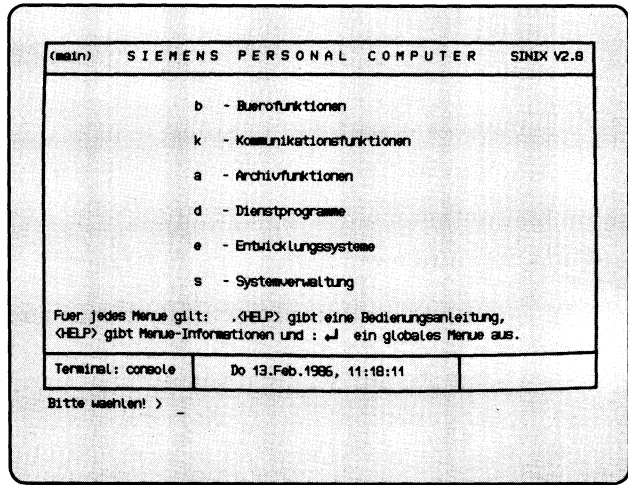 (main) SIEMENS PERSONAL COMPUTER SINIX V2.0
b - Buerofunktionen
k - Kommunikationsfunktionen
a - Archivfunktionen
d - Dienstprogramme
e - Entwicklungssysteme
s - Systemverwaltung
Fuer jedes Menue gilt: .<HELP> gibt eine Bedienungsanleitung,
<HELP> gibt Menue-Informationen und : ↵ ein globales Menue aus.
Terminal: console Do 13.Feb.1986, 11:18:11
Bitte waehlen! > _